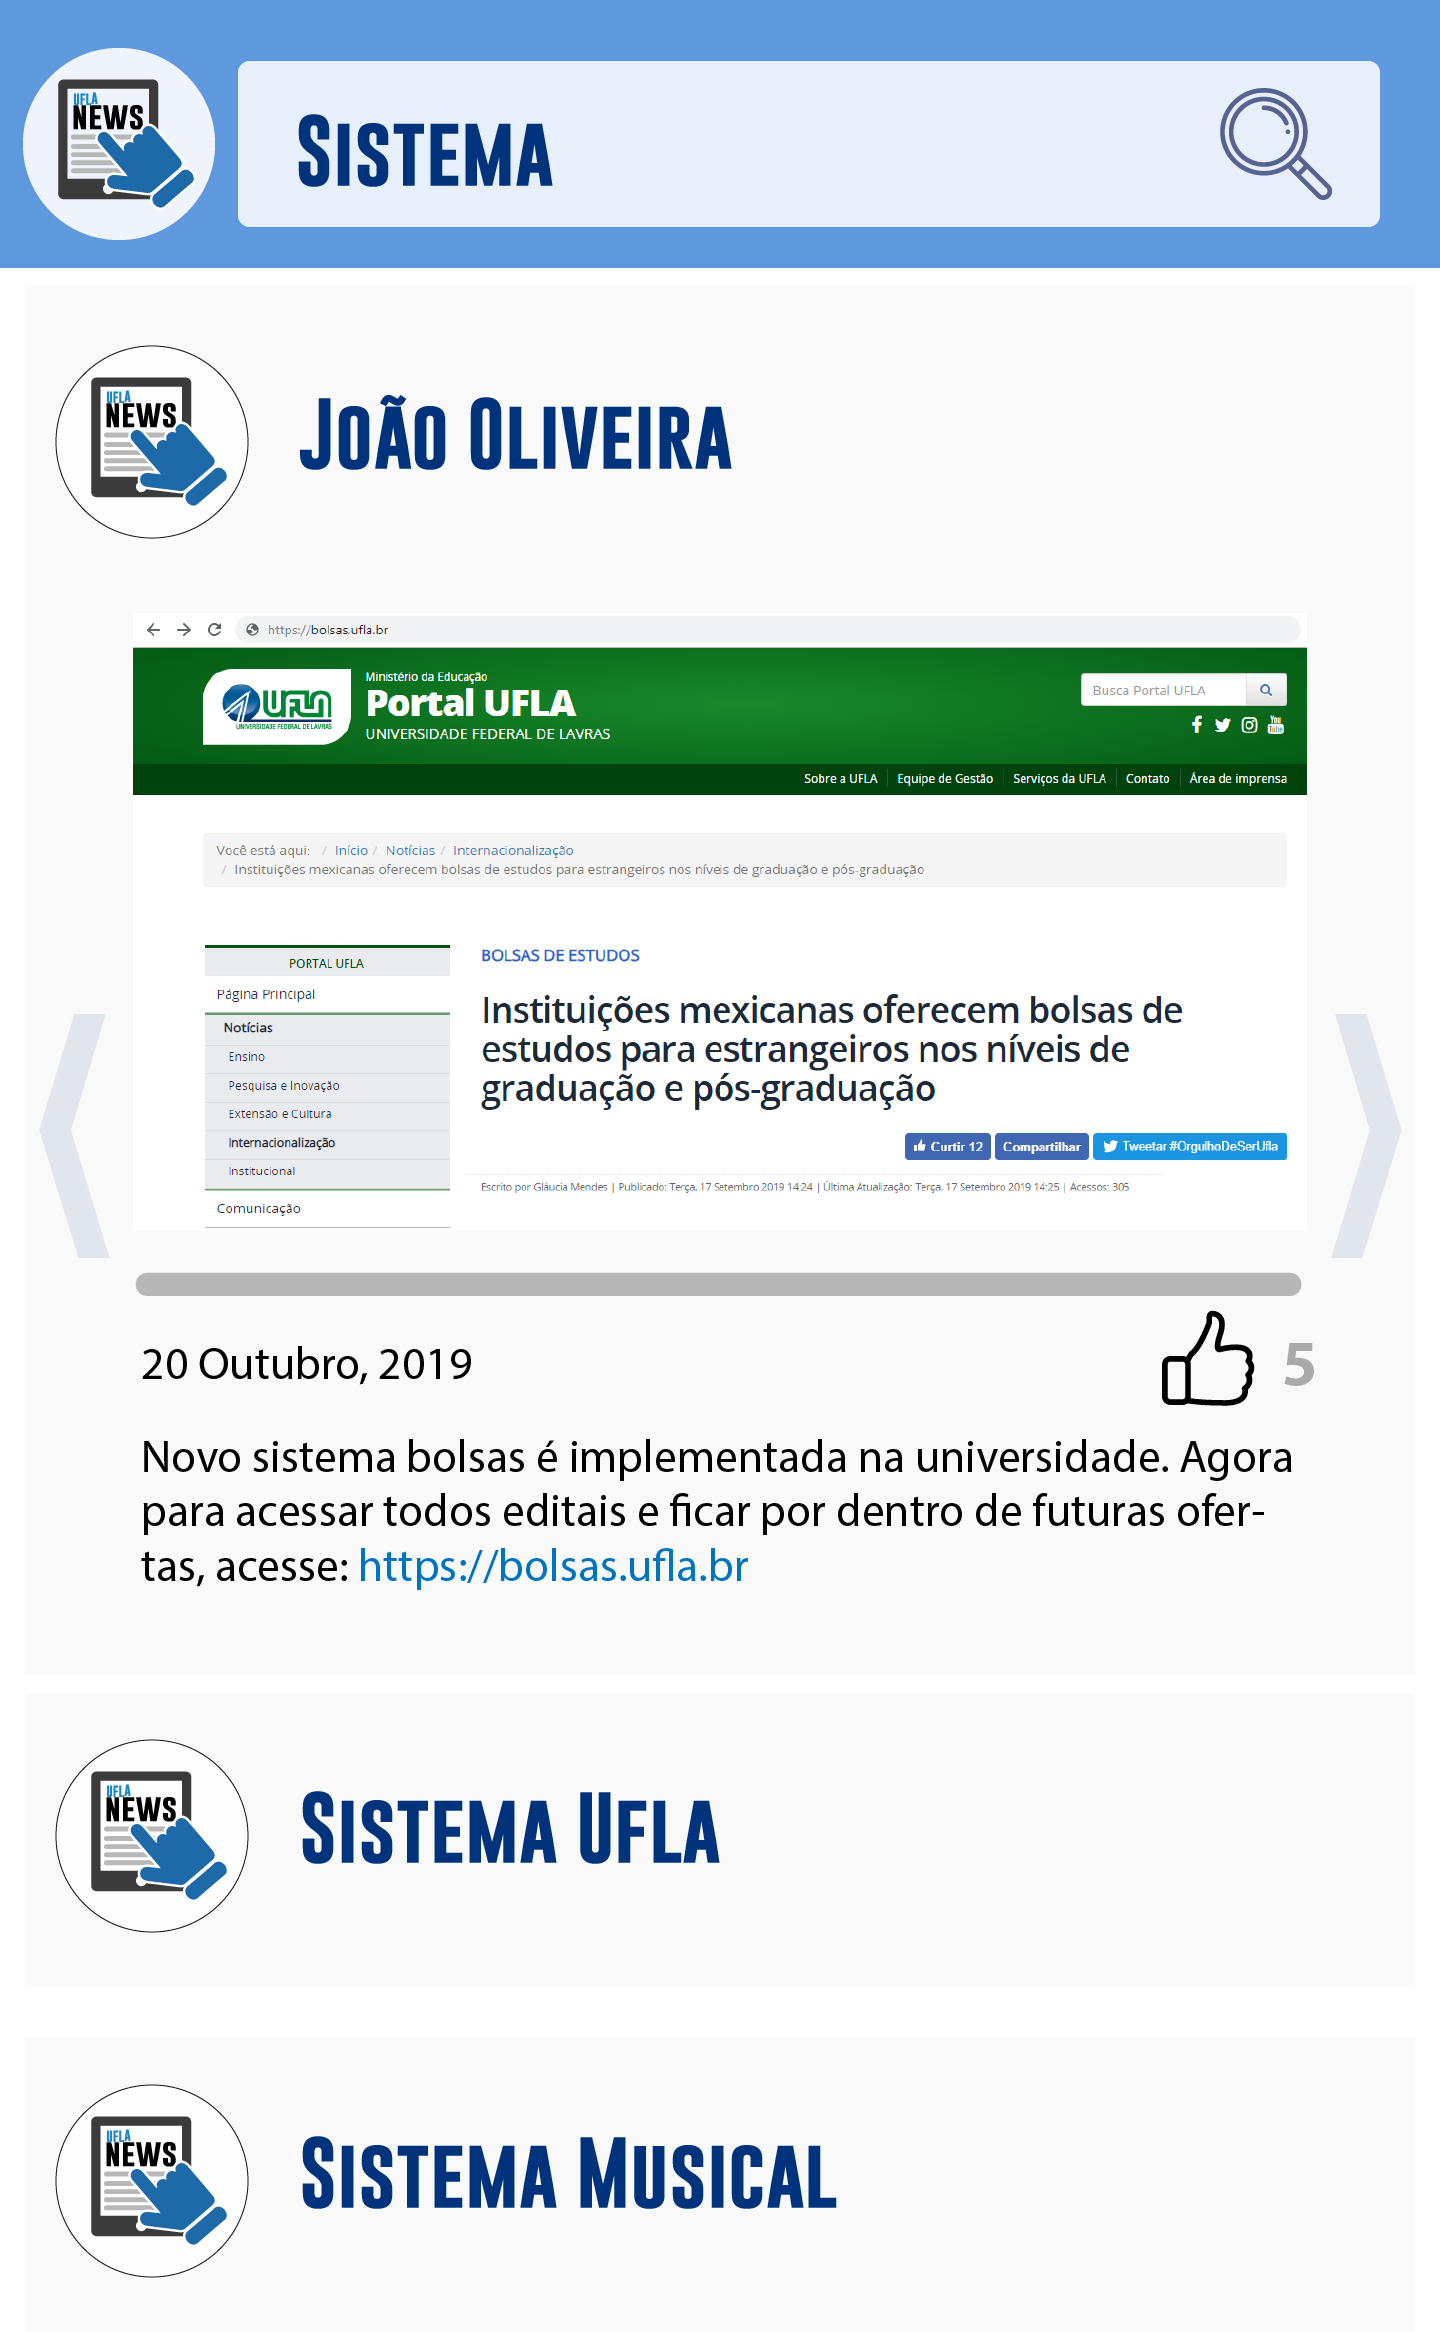 UFLA
NEWS
Sistema
UFLA
NEWS
João Oliveira
https://bolsas.ufla.br
UFLA
UNIVERSIDADE FEDERAL DE LAVRAS
Ministério da Educação
Portal UFLA
UNIVERSIDADE FEDERAL DE LAVRAS
Busca Portal UFLA
You
Tube
Sobre a UFLA Equipe de Gestão Serviços da UFLA Contato Área de imprensa
Você está aqui: / Início / Notícias / Internacionalização
/ Instituições mexicanas oferecem bolsas de estudos para estrangeiros nos níveis de graduação e pós-graduação
PORTAL UFLA
Página Principal
Notícias
Ensino
Pesquisa e Inovação
Extensão e Cultura
Internacionalização
Institucional
Comunicação
BOLSAS DE ESTUDOS
Instituições mexicanas oferecem bolsas de
estudos para estrangeiros nos níveis de
graduação e pós-graduação
Curtir 12 Compartilhar Tweetar #OrgulhoDeSerUfla
Escrito por Gláucia Mendes | Publicado: Terça, 17 Setembro 2019 14:24 | Última Atualização: Terça, 17 Setembro 2019 14:25 | Acessos: 305
20 Outubro, 2019
5
Novo sistema bolsas é implementada na universidade. Agora
para acessar todos editais e ficar por dentro de futuras ofer-
tas, acesse: https://bolsas.ufla.br
UFLA
NEWS
Sistema Ufla
UFLA
NEWS
Sistema Musical